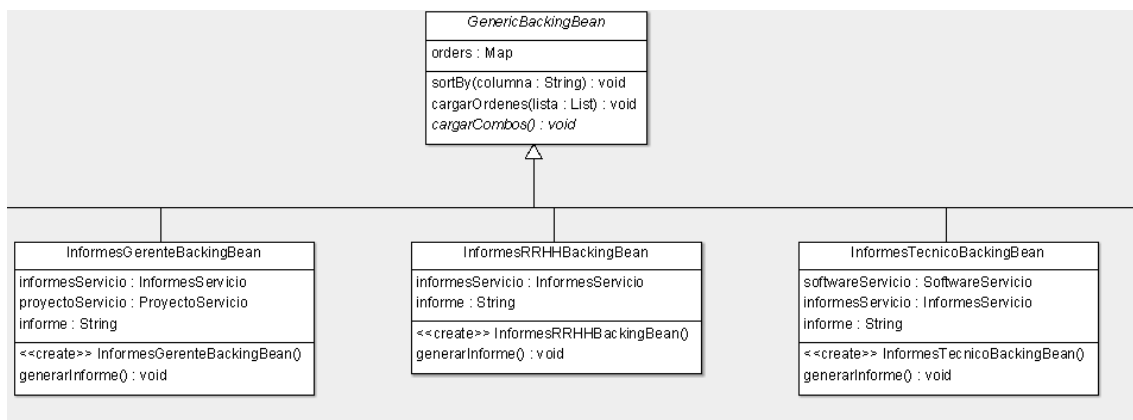 GenericBackingBean
orders : Map
sortBy(columna : String) : void
cargarOrdenes(lista : List) : void
cargarCombos() : void
InformesGerenteBackingBean
informesServicio : InformesServicio
proyectoServicio : ProyectoServicio
informe : String
<<create>> InformesGerenteBackingBean()
generarInforme() : void
InformesRRHHBackingBean
informesServicio : InformesServicio
informe : String
<<create>> InformesRRHHBackingBean()
generarInforme() : void
InformesTecnicoBackingBean
softwareServicio : SoftwareServicio
informesServicio : InformesServicio
informe : String
<<create>> InformesTecnicoBackingBean()
generarInforme() : void